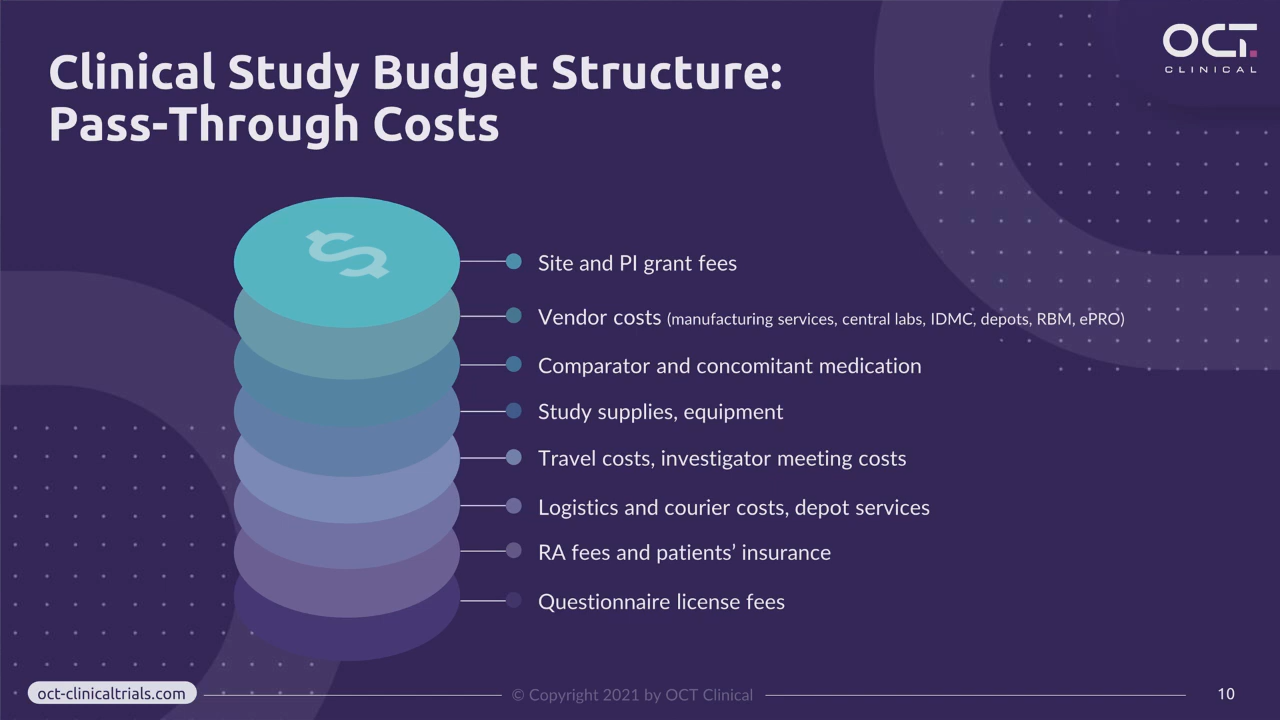 OCT.
CLINICAL
Clinical Study Budget Structure:
Pass-Through Costs
$
Site and PI grant fees
Vendor costs (manufacturing services, central labs, IDMC, depots, RBM, ePRO)
Comparator and concomitant medication
Study supplies, equipment
Travel costs, investigator meeting costs
Logistics and courier costs, depot services
RA fees and patients’ insurance
Questionnaire license fees
oct-clinicaltrials.com
© Copyright 2021 by OCT Clinical
10